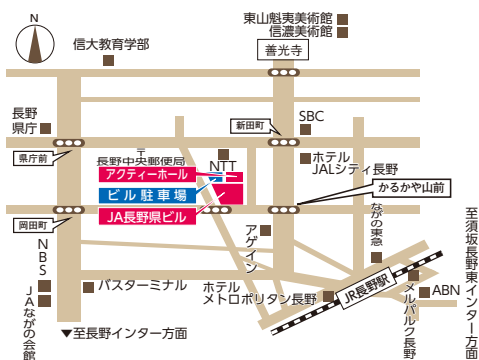 N
信大教育学部
東山魁夷美術館
信濃美術館
善光寺
長野
県庁
新田町
SBC
県庁前
〒
長野中央郵便局
NTT
ホテル
JALシティ長野
アクティーホール
ビル駐車場
JA長野県ビル
かるかや山前
岡田町
NBS
JAながの会館
アゲイン
ながの東急
至須坂長野東インター方面
バスターミナル
ホテル
メトロポリタン長野
JR長野駅
メルパルク長野
ABN
▼至長野インター方面